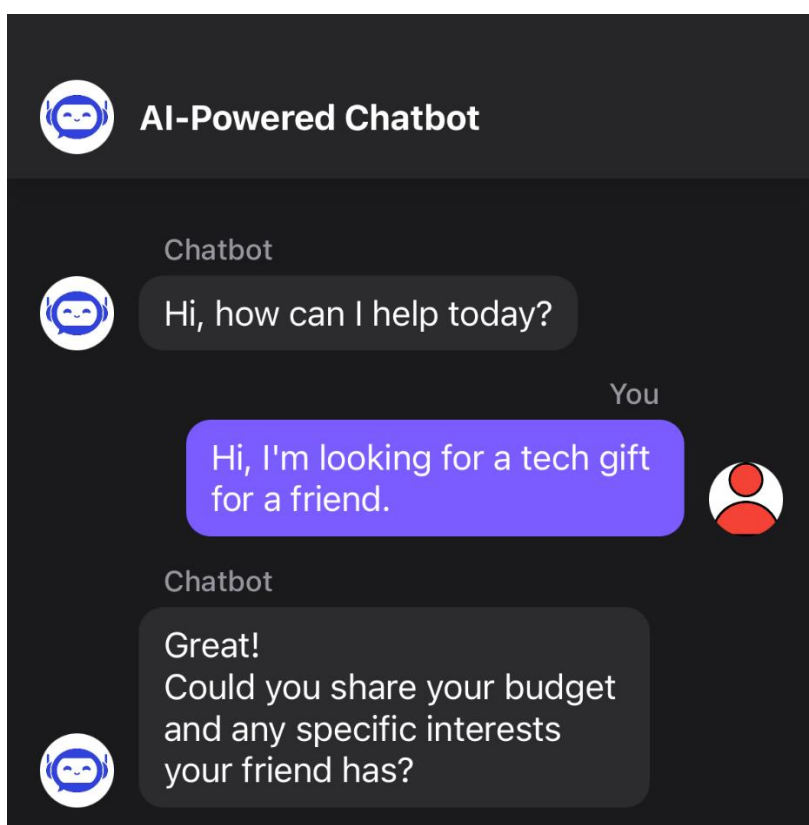 AI-Powered Chatbot
Chatbot
Hi, how can I help today?
You
Hi, I'm looking for a tech gift
for a friend.
Chatbot
Great!
Could you share your budget
and any specific interests
your friend has?